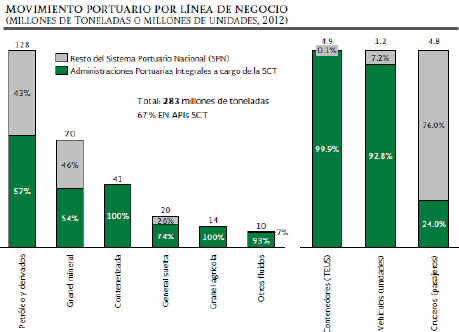 MOVIMIENTO PORTUARIO POR LÍNEA DE NEGOCIO
(MILLONES DE TONELADAS O MILLONES DE UNIDADES, 2012)
Resto del Sistema Portuario Nacional (SPN)
Administraciones Portuarias Integrales a cargo de la SCT
Total: 283 millones de toneladas
67% EN APIs SCT
128
43%
57%
70
46%
54%
41
100%
20
26%
74%
14
100%
10
7%
93%
4.9
0.1%
99.9%
1.2
7.2%
92.8%
4.8
76.0%
24.0%
Petróleo y derivados
Granel mineral
Contenerizada
General suelta
Granel agrícola
Otros fluidos
Contenedores (TEUS)
Vehículos (unidades)
Cruceros (pasajeros)